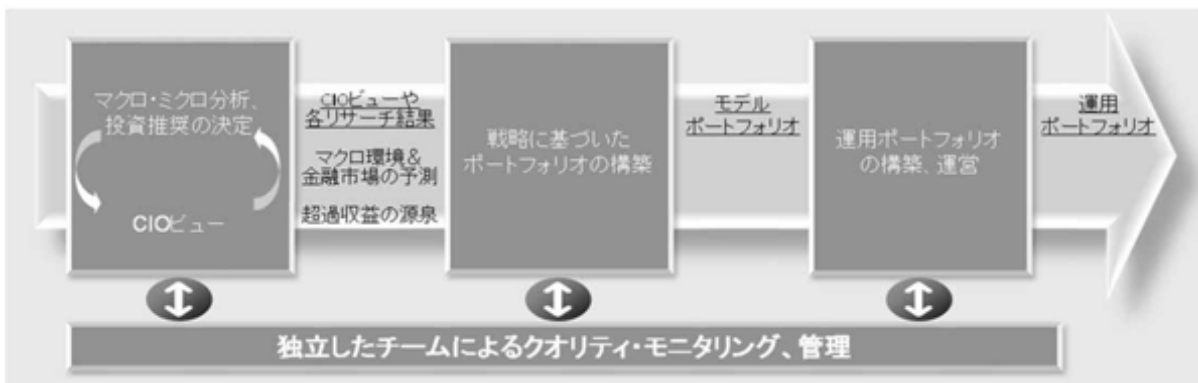 マクロ・ミクロ分析、
投資推奨の決定
CIOビュー
CIOビューや
各リサーチ結果
マクロ環境&
金融市場の予測
超過収益の源泉
戦略に基づいた
ポートフォリオの構築
モデル
ポートフォリオ
運用ポートフォリオ
の構築、運営
運用
ポートフォリオ
独立したチームによるクオリティ・モニタリング、管理